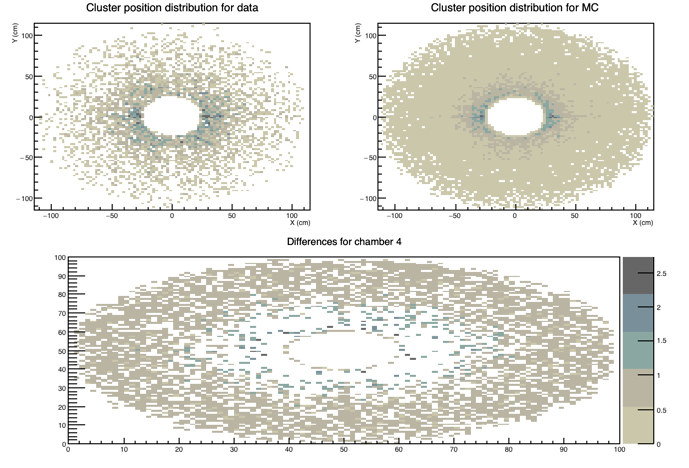 Cluster position distribution for data
Y (cm)
100
50
0
−50
−100
−100 −50 0 50 100
X (cm)
Cluster position distribution for MC
Y (cm)
100
50
0
−50
−100
−100 −50 0 50 100
X (cm)
Differences for chamber 4
100
90
80
70
60
50
40
30
20
10
0
0 10 20 30 40 50 60 70 80 90 100
2.5
2
1.5
1
0.5
0